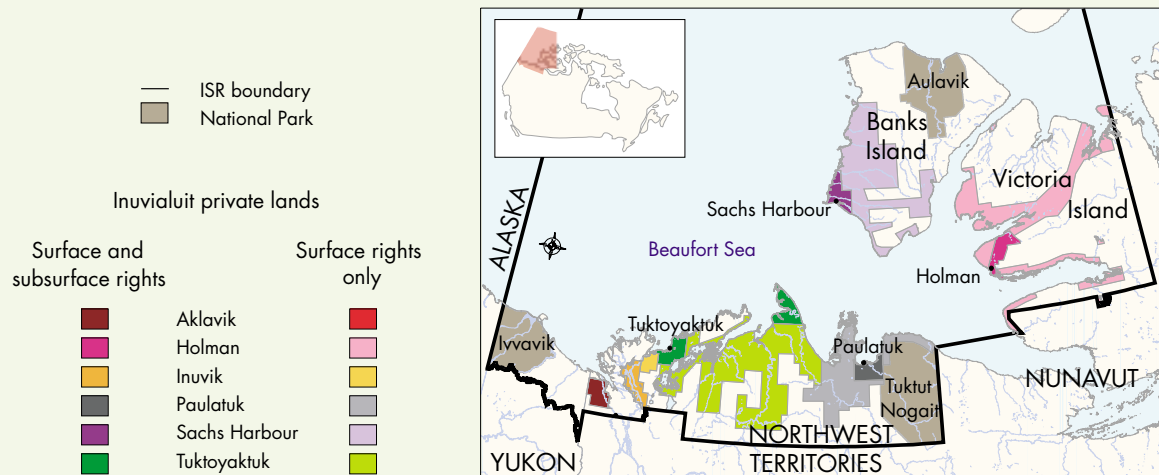 ISR boundary
National Park
Inuvialuit private lands
Surface and
subsurface rights
Surface rights
only
Aklavik
Holman
Inuvik
Paulatuk
Sachs Harbour
Tuktoyaktuk
Aulavik
Banks
Island
Victoria
Island
Sachs Harbour
ALASKA
Beaufort Sea
Holman
Tuktoyaktuk
Ivvavik
Paulatuk
Tuktut
Nogait
NUNAVUT
NORTHWEST
TERRITORIES
YUKON